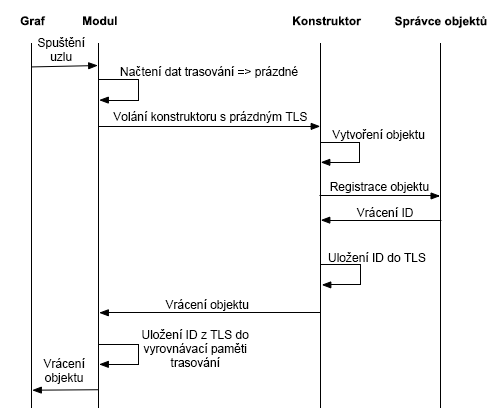 Graf Modul Konstruktor Správce objektů
Spuštění
uzlu
Načtení dat trasování => prázdné
Volání konstruktoru s prázdným TLS
Vytvoření objektu
Registrace objektu
Vrácení ID
Uložení ID do TLS
Vrácení objektu
Uložení ID z TLS do
vyrovnávací paměti
trasování
Vrácení
objektu